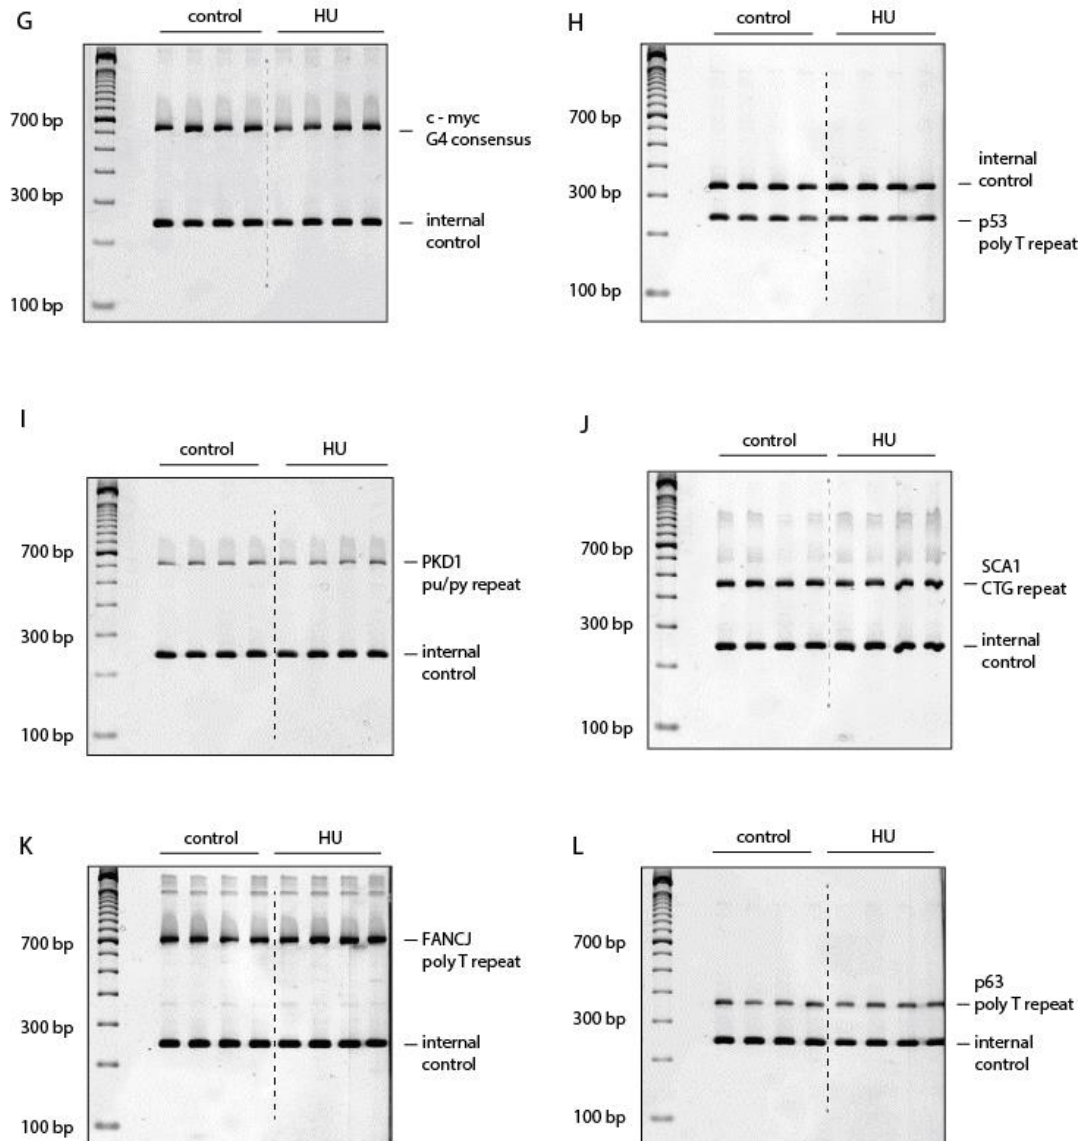 G
control
HU
700 bp
300 bp
100 bp
c - myc
G4 consensus
internal
control
H
control
HU
700 bp
300 bp
100 bp
internal
control
p53
poly T repeat
I
control
HU
700 bp
300 bp
100 bp
PKD1
pu/py repeat
internal
control
J
control
HU
700 bp
300 bp
100 bp
SCA1
CTG repeat
internal
control
K
control
HU
700 bp
300 bp
100 bp
FANCJ
poly T repeat
internal
control
L
control
HU
700 bp
300 bp
100 bp
p63
poly T repeat
internal
control